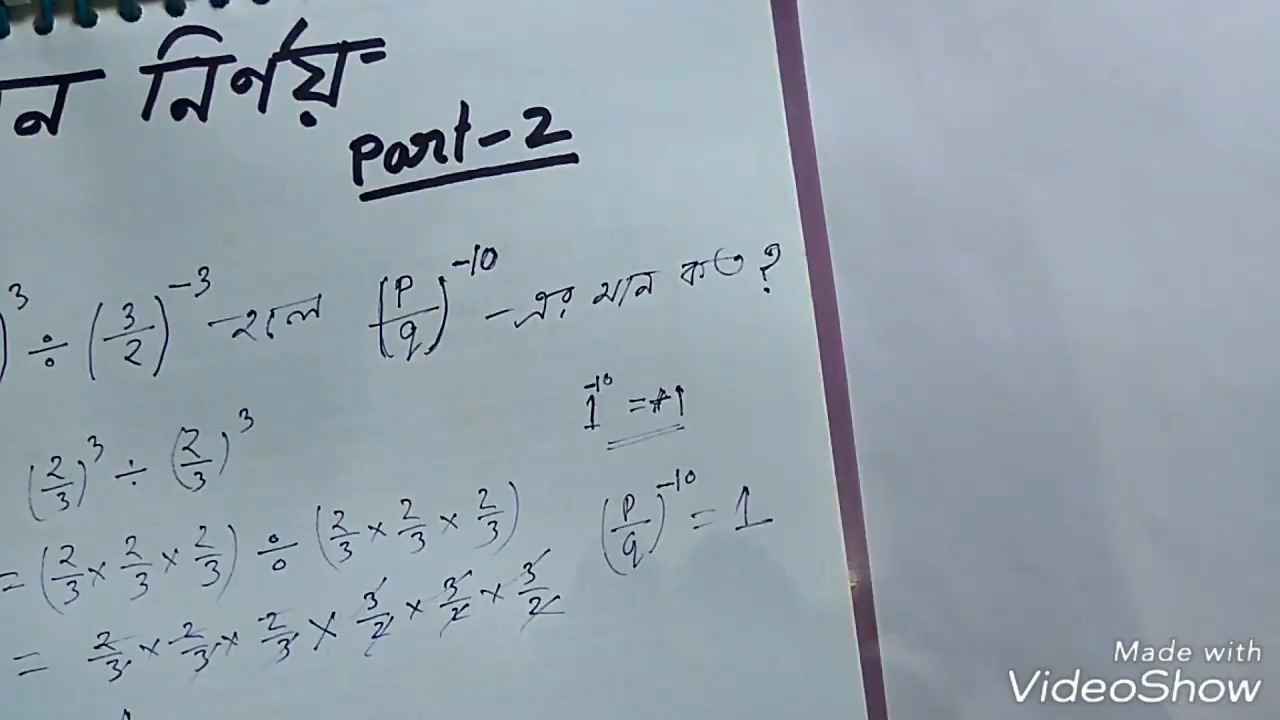 ন নির্ণয়
Part-2
)³ ÷ (3/2)⁻³ -হলে (p/q)⁻¹⁰ -এর মান কত?
1⁻¹⁰ = 1
(2/3)³ ÷ (2/3)³
= (2/3 × 2/3 × 2/3) ÷ (2/3 × 2/3 × 2/3)
(p/q)⁻¹⁰ = 1
= 2/3 × 2/3 × 2/3 × 3/2 × 3/2 × 3/2
Made with
VideoShow